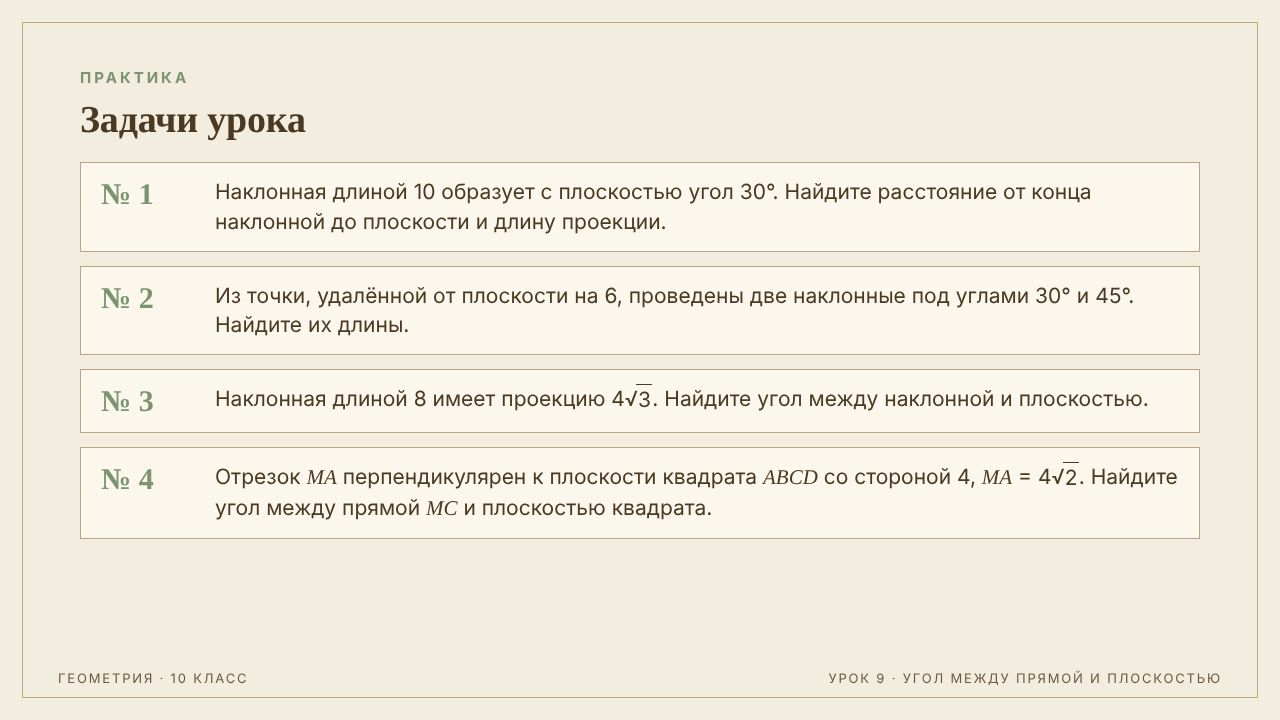 ПРАКТИКА
Задачи урока
№ 1
Наклонная длиной 10 образует с плоскостью угол 30°. Найдите расстояние от конца
наклонной до плоскости и длину проекции.
№ 2
Из точки, удалённой от плоскости на 6, проведены две наклонные под углами 30° и 45°.
Найдите их длины.
№ 3
Наклонная длиной 8 имеет проекцию 4√3. Найдите угол между наклонной и плоскостью.
№ 4
Отрезок MA перпендикулярен к плоскости квадрата ABCD со стороной 4, MA = 4√2. Найдите
угол между прямой MC и плоскостью квадрата.
ГЕОМЕТРИЯ · 10 КЛАСС
УРОК 9 · УГОЛ МЕЖДУ ПРЯМОЙ И ПЛОСКОСТЬЮ